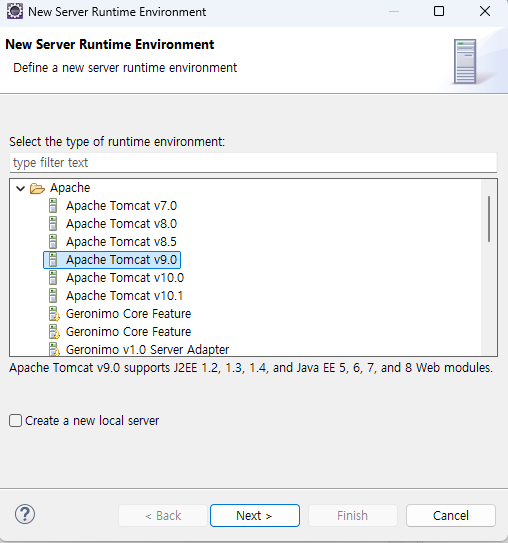 New Server Runtime Environment
New Server Runtime Environment
Define a new server runtime environment
Select the type of runtime environment:
type filter text
Apache
Apache Tomcat v7.0
Apache Tomcat v8.0
Apache Tomcat v8.5
Apache Tomcat v9.0
Apache Tomcat v10.0
Apache Tomcat v10.1
Geronimo Core Feature
Geronimo Core Feature
Geronimo v1.0 Server Adapter
Apache Tomcat v9.0 supports J2EE 1.2, 1.3, 1.4, and Java EE 5, 6, 7, and 8 Web modules.
Create a new local server
? < Back Next > Finish Cancel